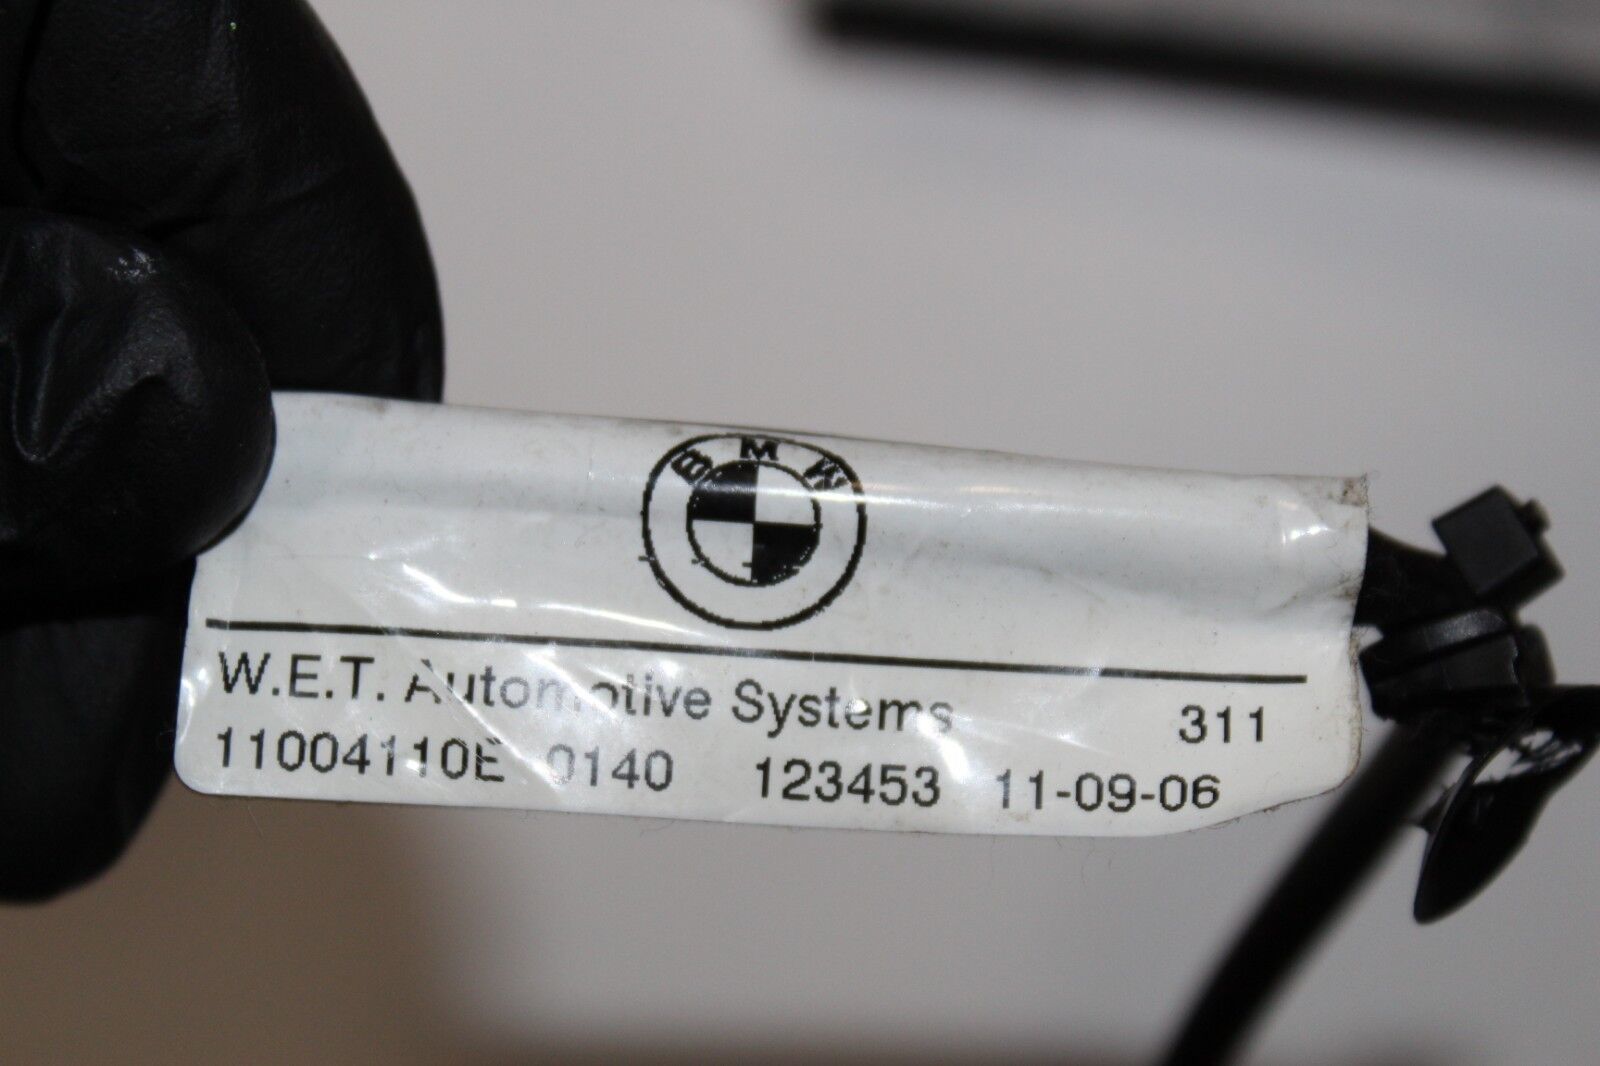 BMW
W.E.T. Automotive Systems 311
11004110E 0140 123453 11-09-06